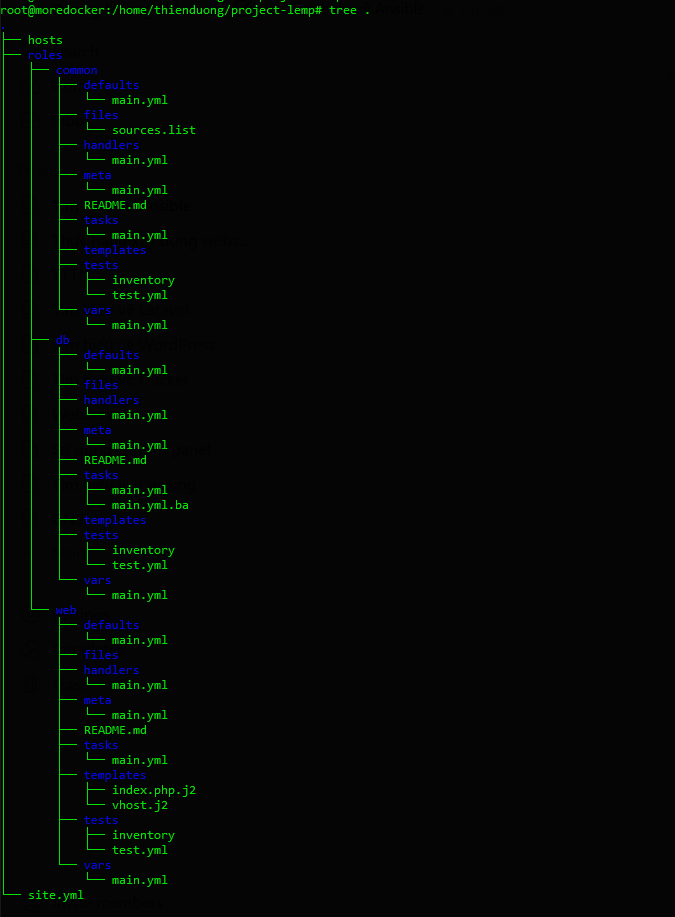 root@moredocker:/home/thienduong/project-lemp# tree .
.
├── hosts
├── roles
│   ├── common
│   │   ├── defaults
│   │   │   └── main.yml
│   │   ├── files
│   │   │   └── sources.list
│   │   ├── handlers
│   │   │   └── main.yml
│   │   ├── meta
│   │   │   └── main.yml
│   │   ├── README.md
│   │   ├── tasks
│   │   │   └── main.yml
│   │   ├── templates
│   │   ├── tests
│   │   │   ├── inventory
│   │   │   └── test.yml
│   │   └── vars
│   │       └── main.yml
│   ├── db
│   │   ├── defaults
│   │   │   └── main.yml
│   │   ├── files
│   │   ├── handlers
│   │   │   └── main.yml
│   │   ├── meta
│   │   │   └── main.yml
│   │   ├── README.md
│   │   ├── tasks
│   │   │   ├── main.yml
│   │   │   └── main.yml.ba
│   │   ├── templates
│   │   ├── tests
│   │   │   ├── inventory
│   │   │   └── test.yml
│   │   └── vars
│   │       └── main.yml
│   └── web
│       ├── defaults
│       │   └── main.yml
│       ├── files
│       ├── handlers
│       │   └── main.yml
│       ├── meta
│       │   └── main.yml
│       ├── README.md
│       ├── tasks
│       │   └── main.yml
│       ├── templates
│       │   ├── index.php.j2
│       │   └── vhost.j2
│       ├── tests
│       │   ├── inventory
│       │   └── test.yml
│       └── vars
│           └── main.yml
└── site.yml